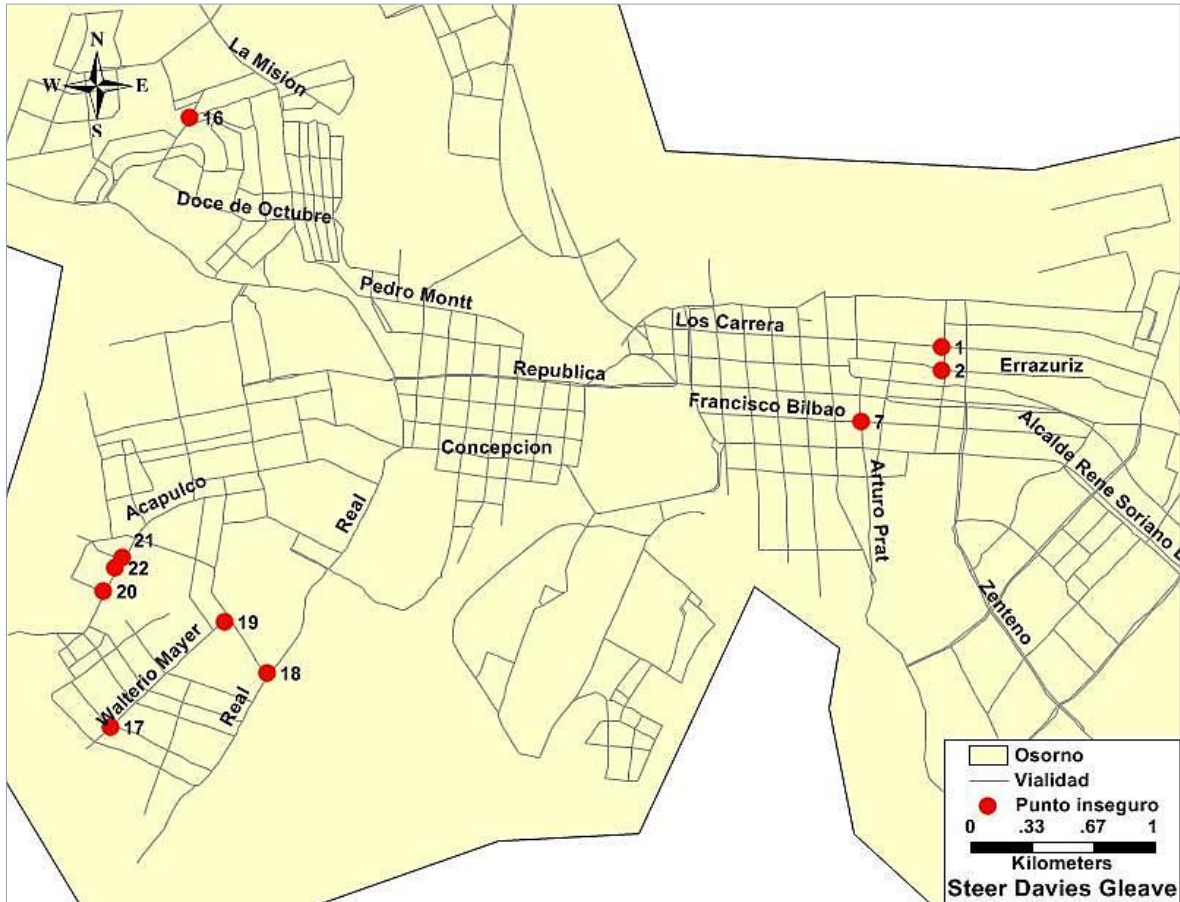 N
W E
S
La Mision
16
Doce de Octubre
Pedro Montt
Los Carrera
1
Republica
2
Errazuriz
Francisco Bilbao
7
Alcalde Rene Soriano B
Concepcion
Acapulco
Real
Arturo Prat
21
22
20
Zenteno
19
Walterio Mayer
18
Real
17
Osorno
Vialidad
Punto inseguro
0 .33 .67 1
Kilometers
Steer Davies Gleave